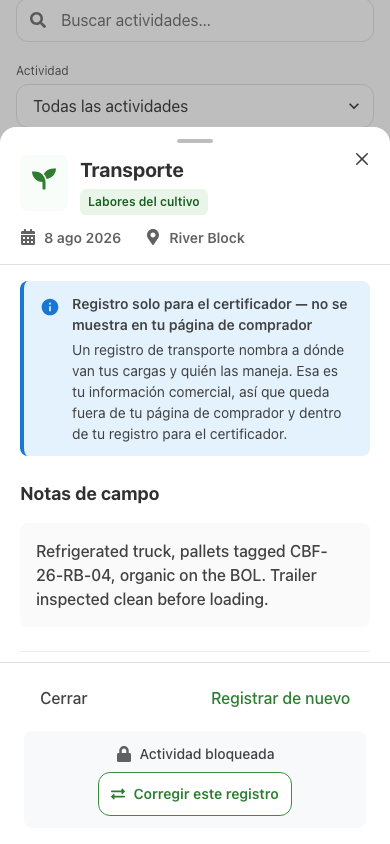 Buscar actividades...
Actividad
Todas las actividades
Transporte
Labores del cultivo
8 ago 2026 River Block
Registro solo para el certificador — no se
muestra en tu página de comprador
Un registro de transporte nombra a dónde
van tus cargas y quién las maneja. Esa es
tu información comercial, así que queda
fuera de tu página de comprador y dentro
de tu registro para el certificador.
Notas de campo
Refrigerated truck, pallets tagged CBF-
26-RB-04, organic on the BOL. Trailer
inspected clean before loading.
Cerrar Registrar de nuevo
Actividad bloqueada
Corregir este registro